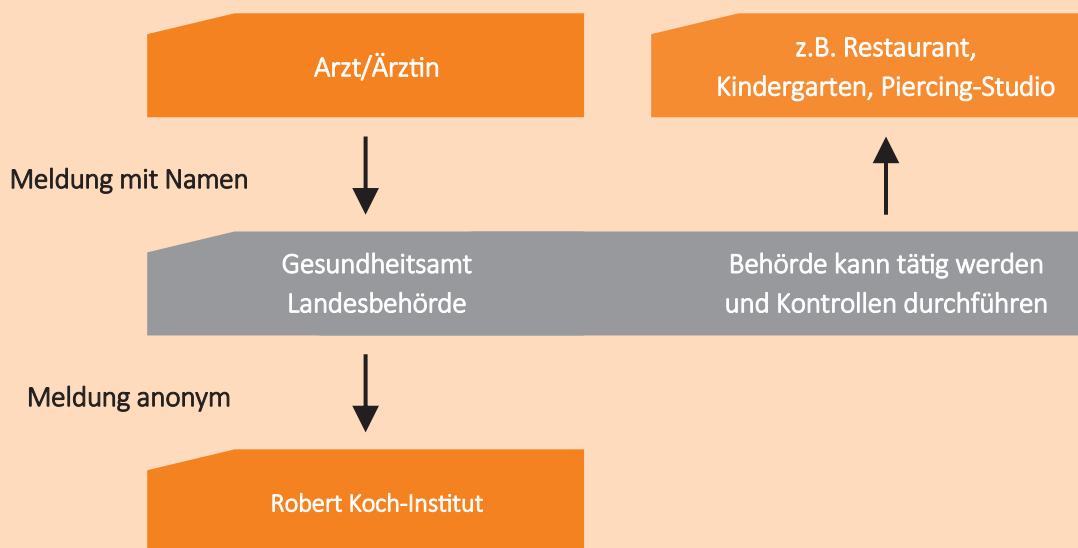 Arzt/Ärztin
z.B. Restaurant,
Kindergarten, Piercing-Studio
Meldung mit Namen
Gesundheitsamt
Landesbehörde
Behörde kann tätig werden
und Kontrollen durchführen
Meldung anonym
Robert Koch-Institut